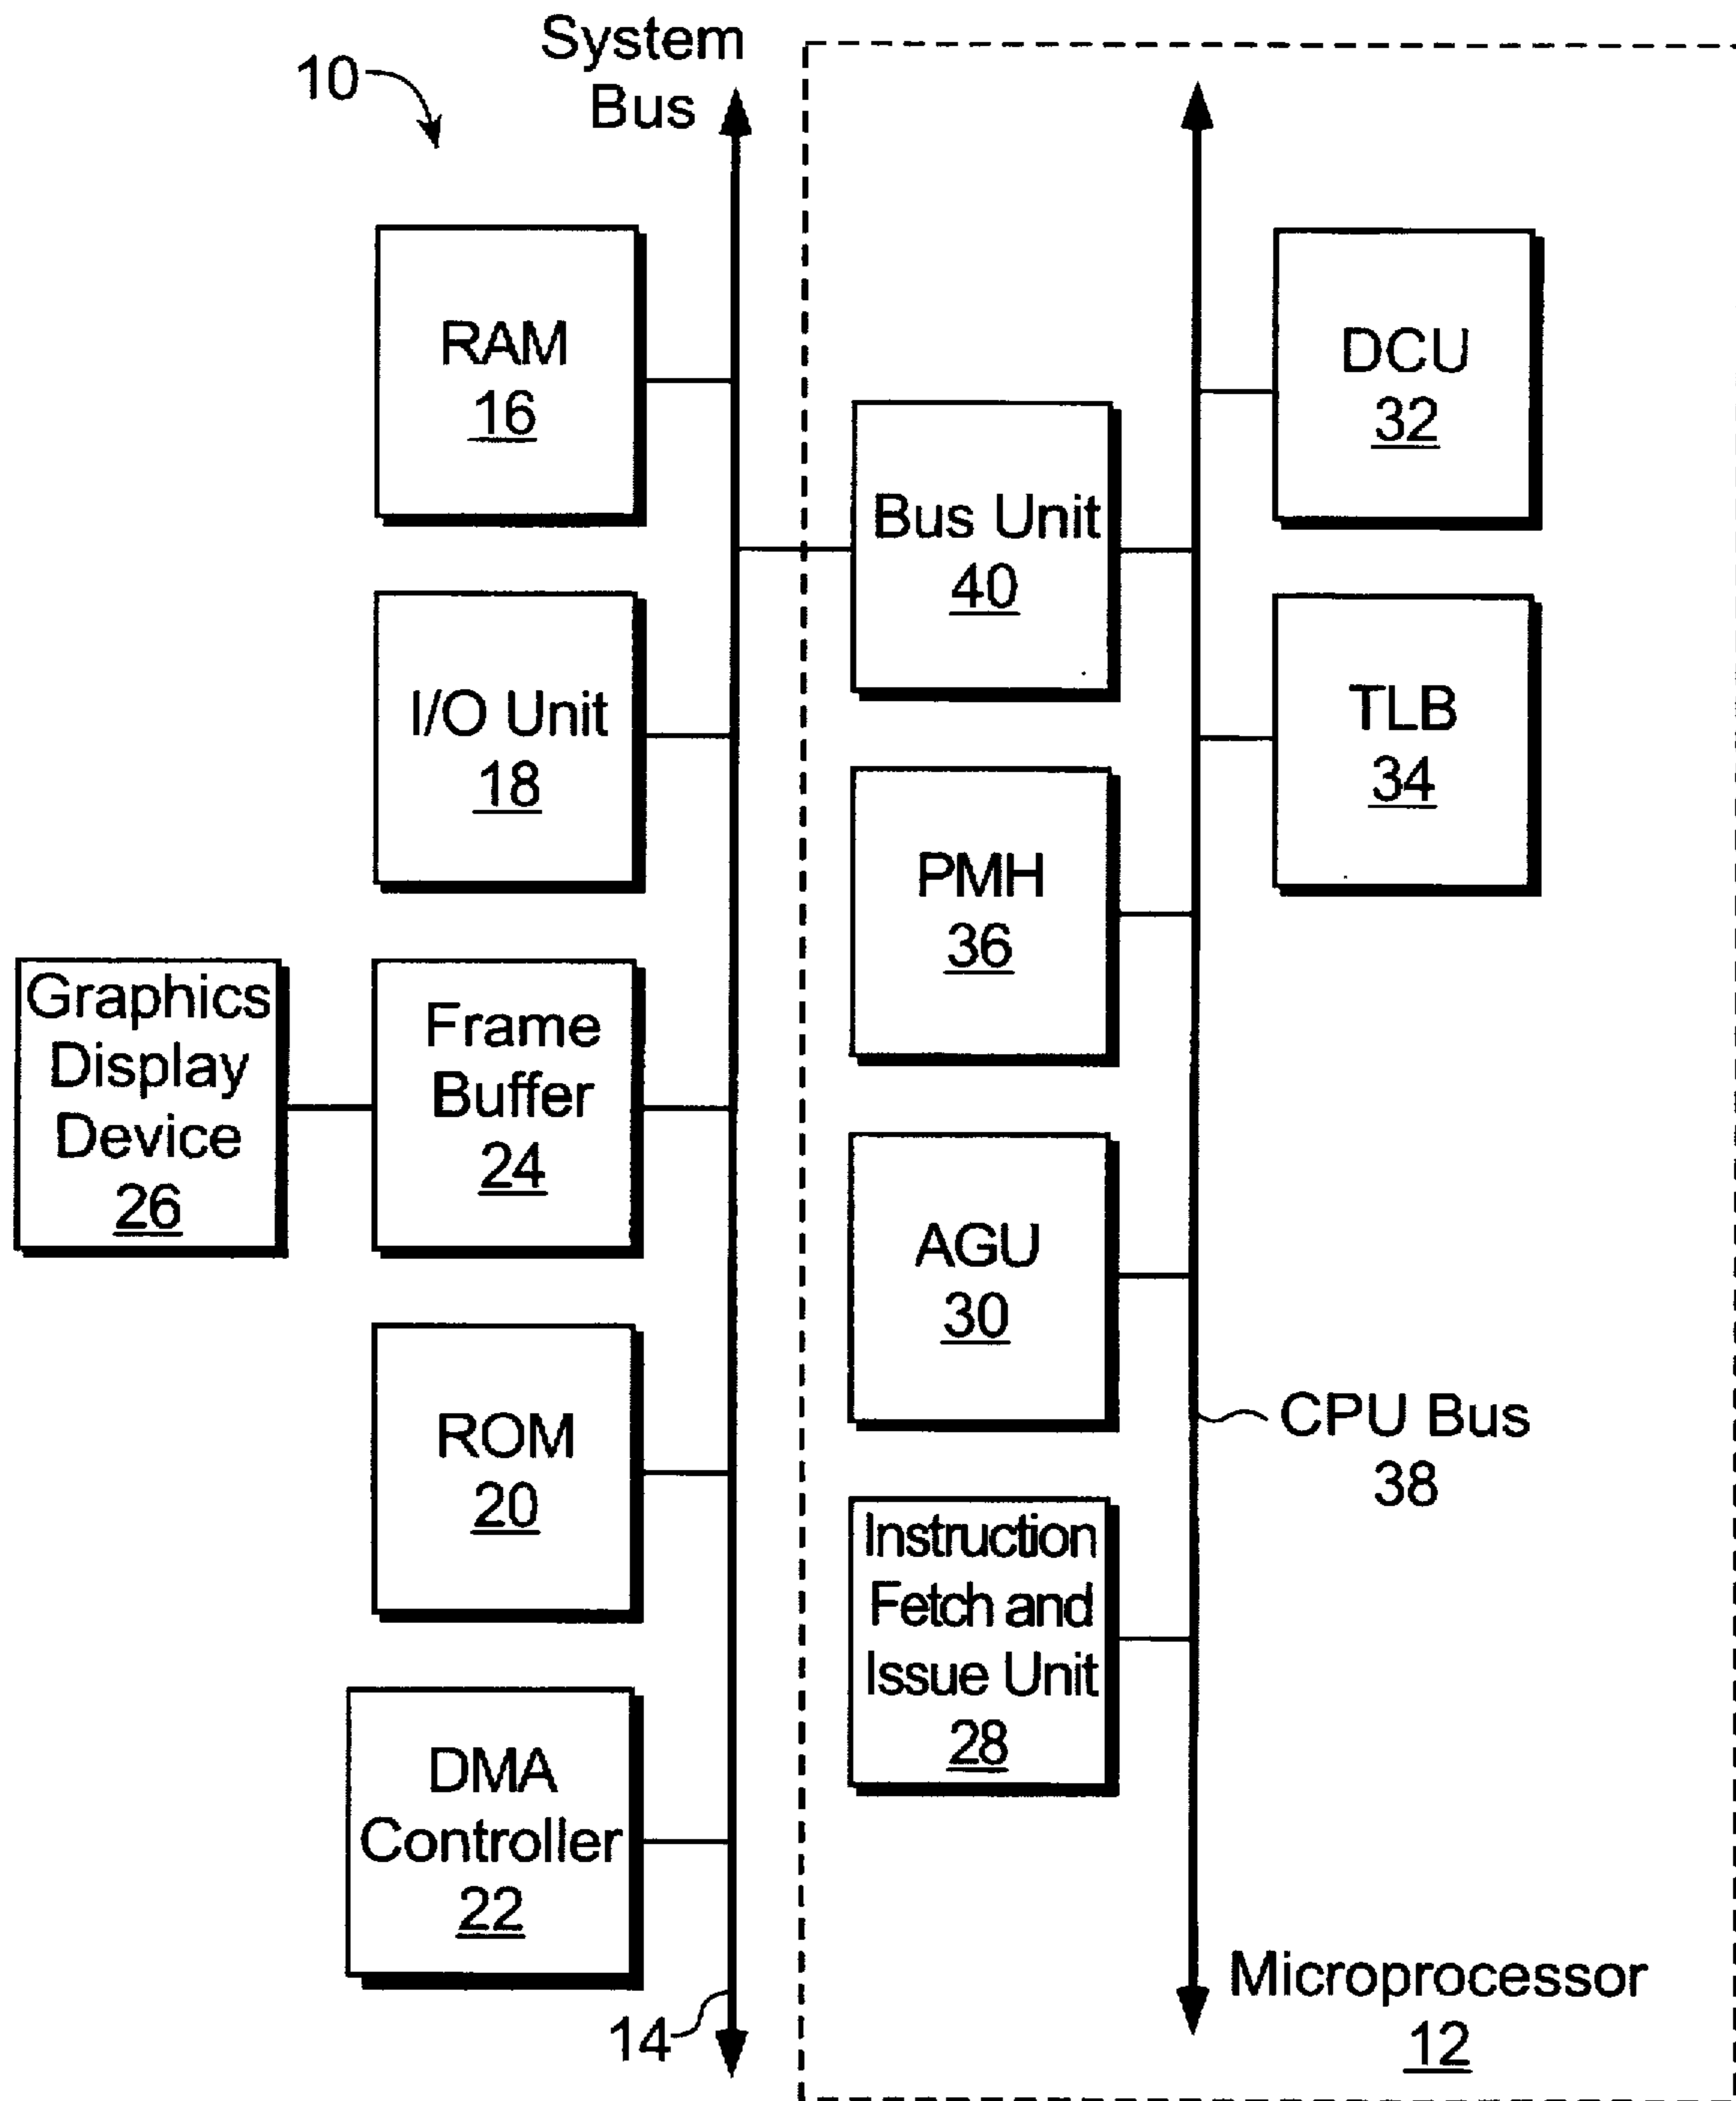 10
System
Bus
RAM
16
I/O Unit
18
Graphics
Display
Device
26
Frame
Buffer
24
ROM
20
DMA
Controller
22
14
Bus Unit
40
PMH
36
AGU
30
Instruction
Fetch and
Issue Unit
28
DCU
32
TLB
34
CPU Bus
38
Microprocessor
12